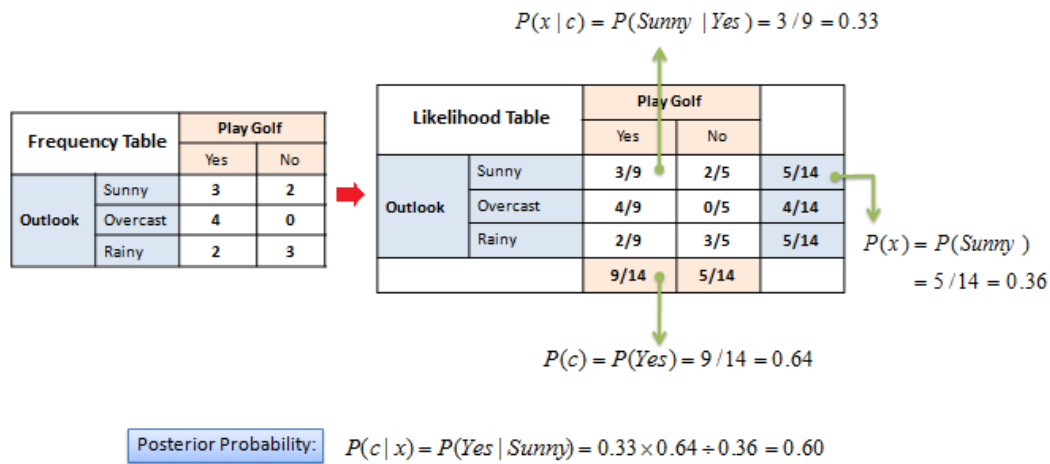 P(x | c) = P(Sunny | Yes) = 3 / 9 = 0.33
Frequency Table Play Golf
Yes No
Outlook Sunny 3 2
Overcast 4 0
Rainy 2 3
Likelihood Table Play Golf
Yes No
Outlook Sunny 3/9 2/5 5/14
Overcast 4/9 0/5 4/14
Rainy 2/9 3/5 5/14
9/14 5/14
P(x) = P(Sunny )
= 5 / 14 = 0.36
P(c) = P(Yes) = 9 / 14 = 0.64
Posterior Probability: P(c | x) = P(Yes | Sunny) = 0.33 × 0.64 ÷ 0.36 = 0.60